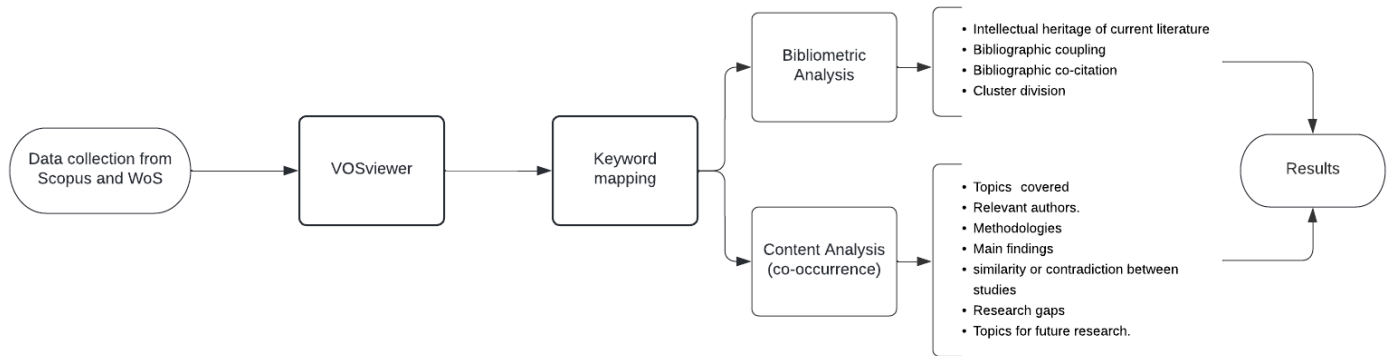 Data collection from
Scopus and WoS
VOSviewer
Keyword
mapping
Bibliometric
Analysis
• Intellectual heritage of current literature
• Bibliographic coupling
• Bibliographic co-citation
• Cluster division
Content Analysis
(co-occurrence)
• Topics covered
• Relevant authors.
• Methodologies
• Main findings
• similarity or contradiction between
studies
• Research gaps
• Topics for future research.
Results